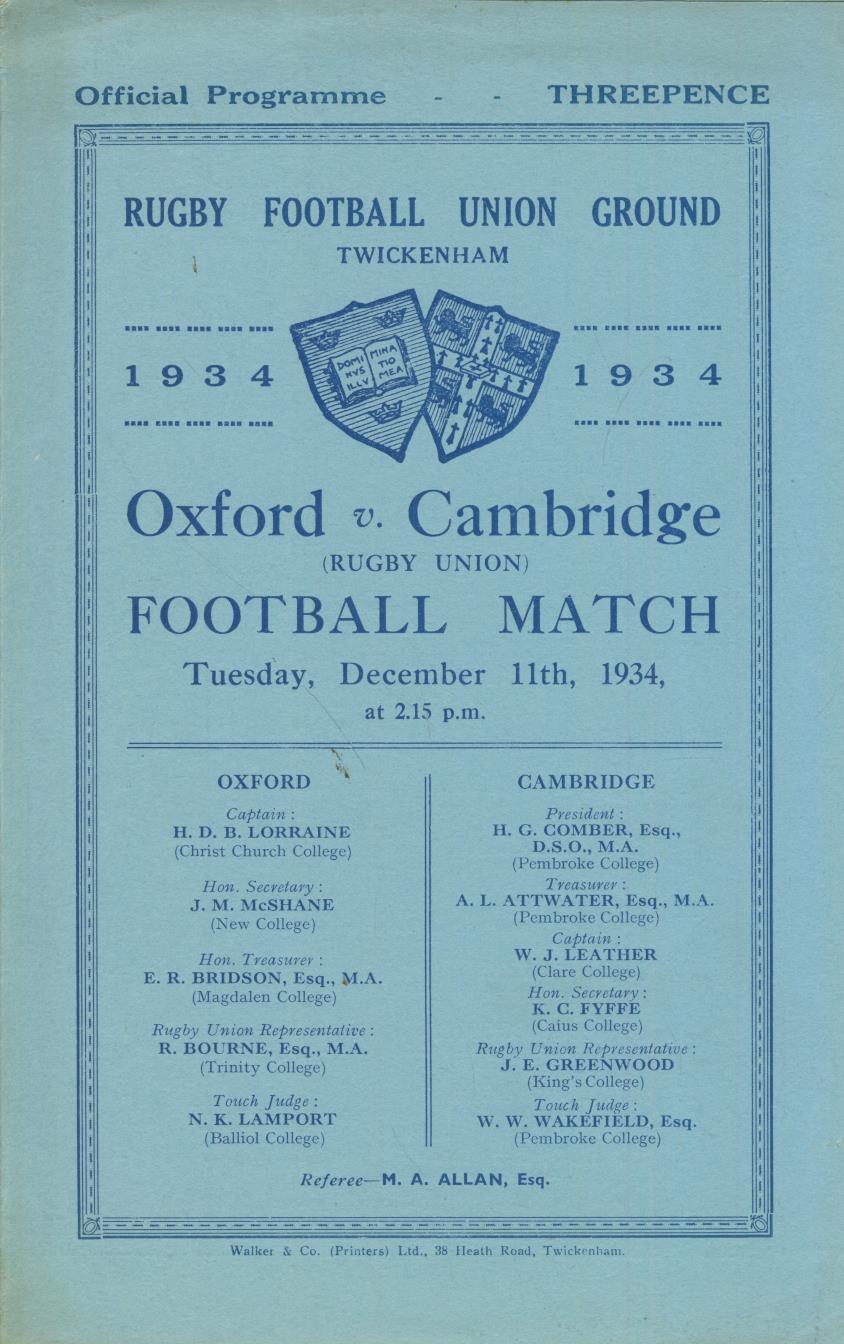 Official Programme - - THREEPENCE
RUGBY FOOTBALL UNION GROUND
TWICKENHAM
1934
DOMI MINA
NVS TIO
ILLV MEA
1934
Oxford v. Cambridge
(RUGBY UNION)
FOOTBALL MATCH
Tuesday, December 11th, 1934,
at 2.15 p.m.
OXFORD
Captain :
H. D. B. LORRAINE
(Christ Church College)
Hon. Secretary :
J. M. McSHANE
(New College)
Hon. Treasurer :
E. R. BRIDSON, Esq., M.A.
(Magdalen College)
Rugby Union Representative :
R. BOURNE, Esq., M.A.
(Trinity College)
Touch Judge :
N. K. LAMPORT
(Balliol College)
CAMBRIDGE
President :
H. G. COMBER, Esq.,
D.S.O., M.A.
(Pembroke College)
Treasurer :
A. L. ATTWATER, Esq., M.A.
(Pembroke College)
Captain :
W. J. LEATHER
(Clare College)
Hon. Secretary :
K. C. FYFFE
(Caius College)
Rugby Union Representative :
J. E. GREENWOOD
(King's College)
Touch Judge :
W. W. WAKEFIELD, Esq.
(Pembroke College)
Referee—M. A. ALLAN, Esq.
Walker & Co. (Printers) Ltd., 38 Heath Road, Twickenham.